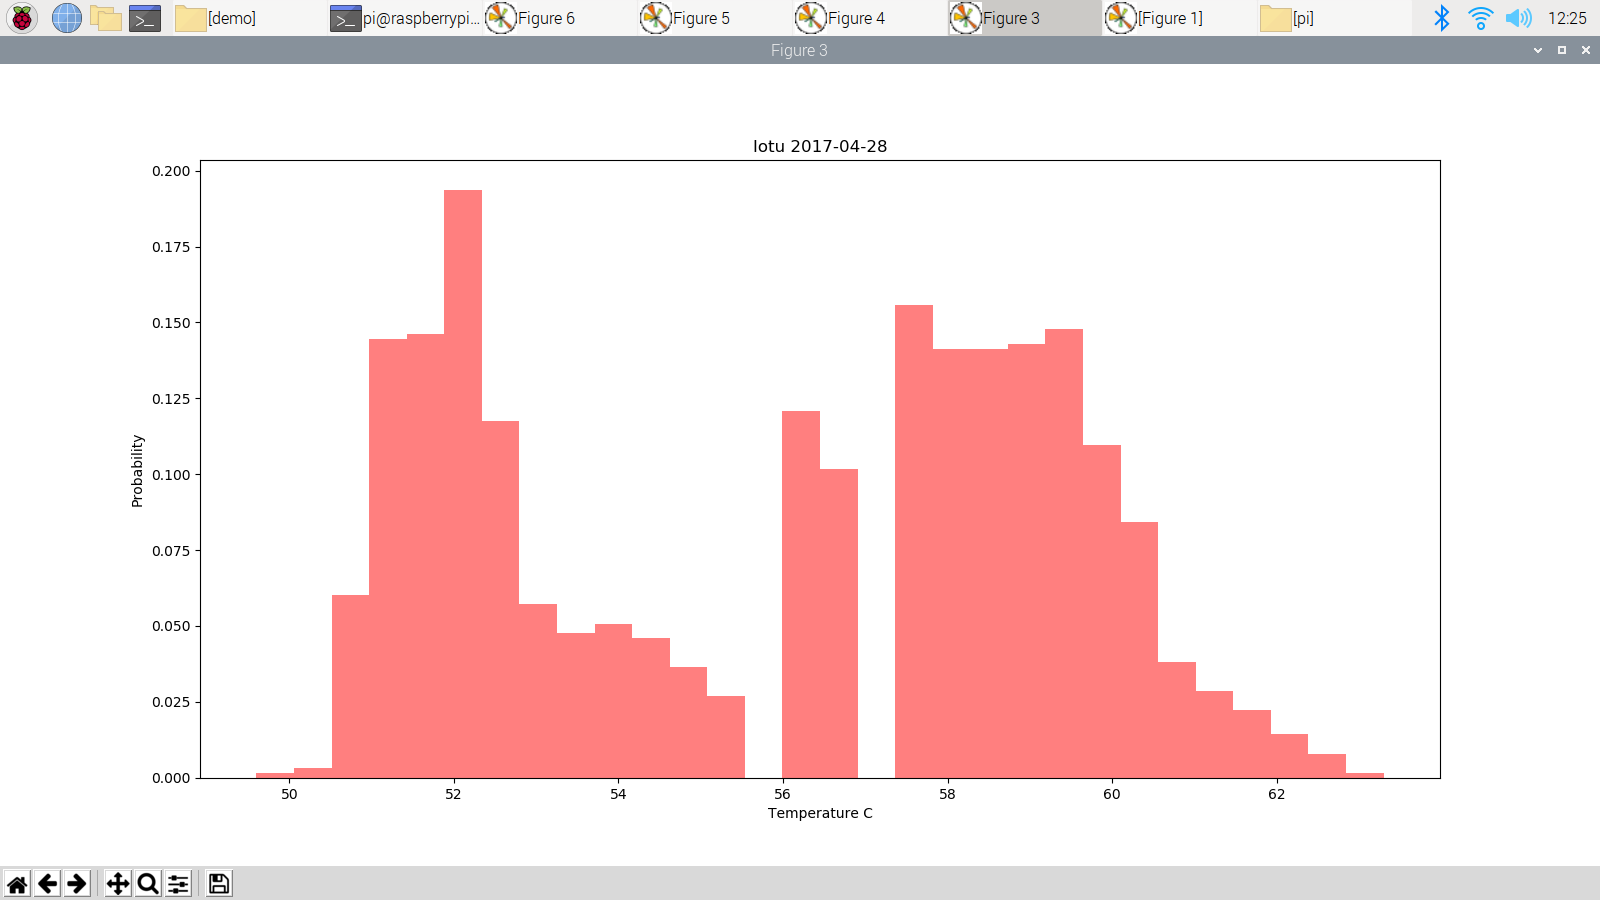 [demo] pi@raspberrypi... Figure 6 Figure 5 Figure 4 Figure 3 [Figure 1] [pi] 12:25
Figure 3
Iotu 2017-04-28
0.200
0.175
0.150
0.125
0.100
0.075
0.050
0.025
0.000
Probability
50 52 54 56 58 60 62
Temperature C